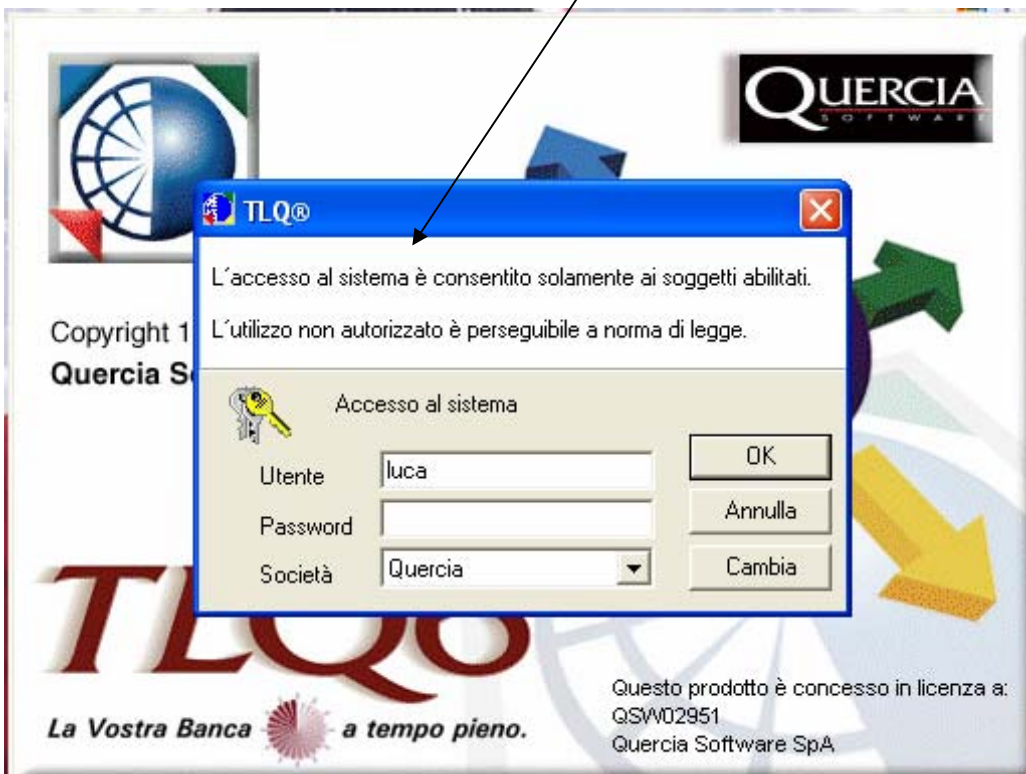 QUERCIA
SOFTWARE
TLQ®
L´accesso al sistema è consentito solamente ai soggetti abilitati.
L´utilizzo non autorizzato è perseguibile a norma di legge.
Copyright 1
Quercia S
Accesso al sistema
Utente luca
OK
Password
Annulla
Società Quercia
Cambia
La Vostra Banca a tempo pieno.
Questo prodotto è concesso in licenza a:
QSW02951
Quercia Software SpA